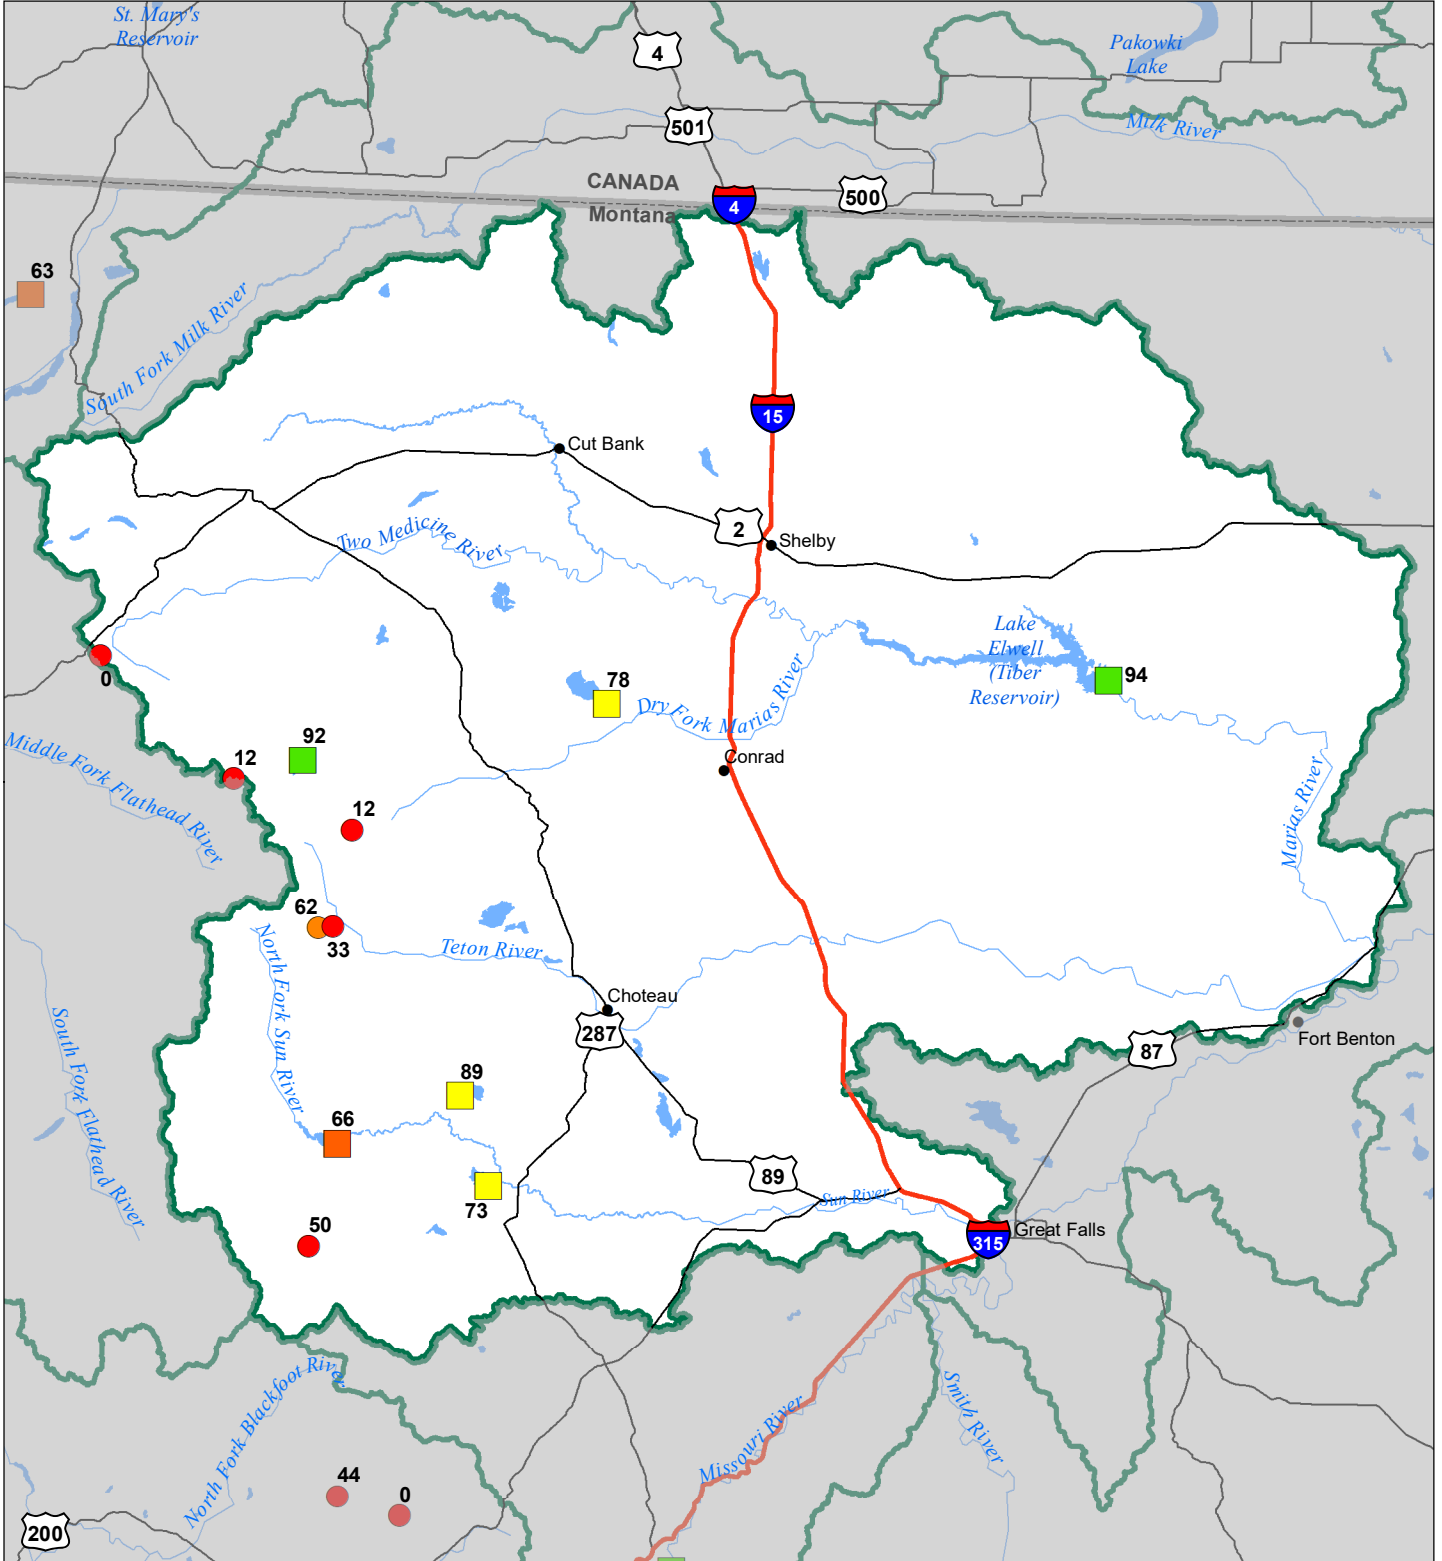 St. Mary's
Reservoir
4
Pakowki
Lake
501
Milk River
CANADA
Montana
4
500
63
South Fork Milk River
15
Cut Bank
2
Shelby
Two Medicine River
Lake
Elwell
(Tiber
Reservoir)
94
0
78
Dry Fork Marias River
Middle Fork Flathead River
92
12
Conrad
12
Marias River
62
33
North Fork Sun River
Teton River
Choteau
287
South Fork Flathead River
Fort Benton
87
89
66
89
73
Sun River
50
315
Great Falls
North Fork Blackfoot River
Missouri River
Smith River
44
0
200